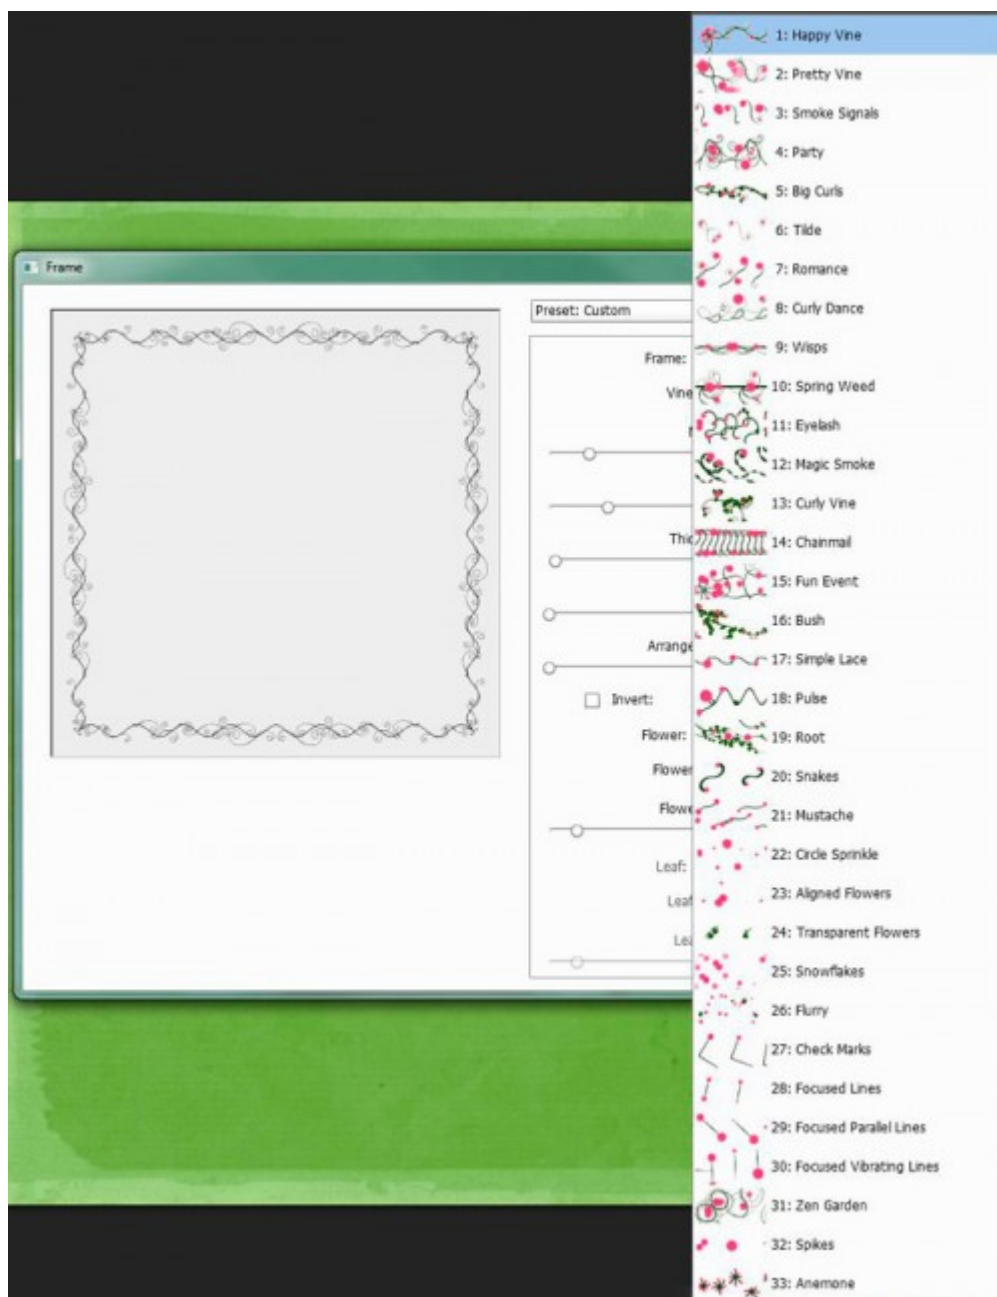 Frame
Preset: Custom
Frame:
Vine
Thic
Arrange
Invert:
Flower:
Flower
Flowe
Leaf:
Leaf
Lea
1: Happy Vine
2: Pretty Vine
3: Smoke Signals
4: Party
5: Big Curls
6: Tilde
7: Romance
8: Curly Dance
9: Wisps
10: Spring Weed
11: Eyelash
12: Magic Smoke
13: Curly Vine
14: Chainmail
15: Fun Event
16: Bush
17: Simple Lace
18: Pulse
19: Root
20: Snakes
21: Mustache
22: Circle Sprinkle
23: Aligned Flowers
24: Transparent Flowers
25: Snowflakes
26: Flurry
27: Check Marks
28: Focused Lines
29: Focused Parallel Lines
30: Focused Vibrating Lines
31: Zen Garden
32: Spikes
33: Anemone